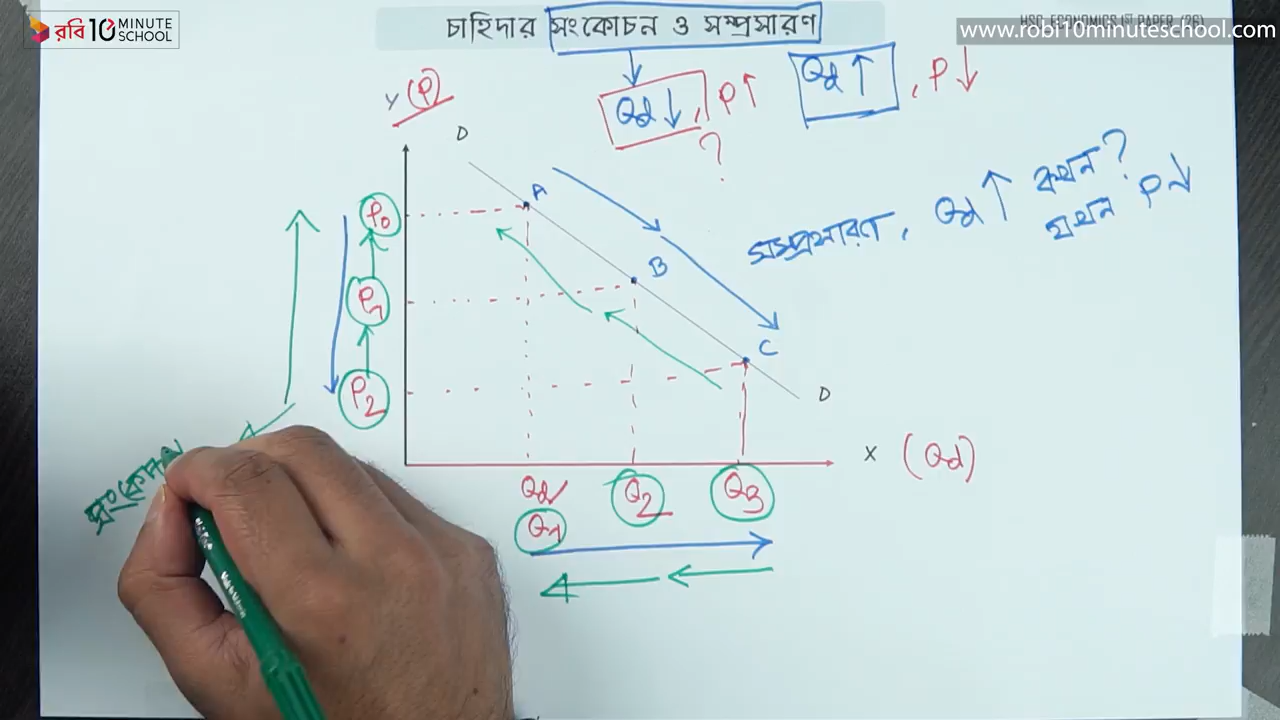 রবি 10 MINUTE SCHOOL
চাহিদার সংকোচন ও সম্প্রসারণ
HSC ECONOMICS 1ST PAPER (26)
www.robi10minuteschool.com
Qd↓, P↑
?
Qd↑, P↓
Y (P)
D
A
P0
B
P1
C
P2
D
সম্প্রসারণ, Qd↑ কখন?
যখন P↓
X (Qd)
Q2 Q3
Q1
সংকোচন